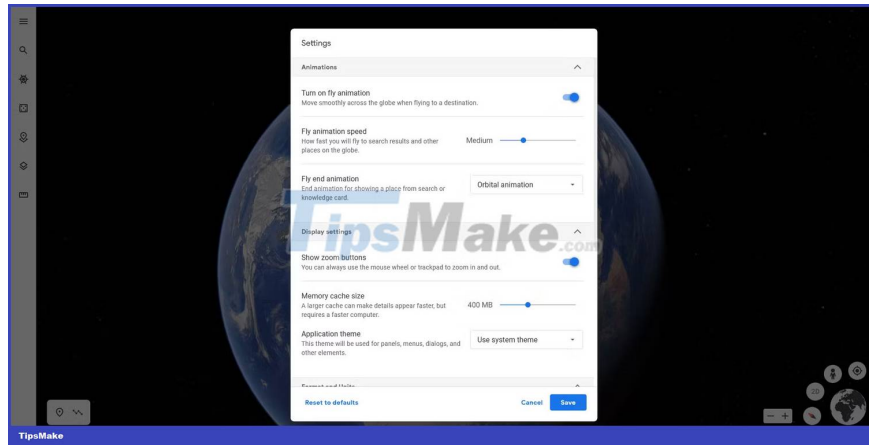 Settings
Animations
Turn on fly animation
Move smoothly across the globe when flying to a destination.
Fly animation speed
How fast you will fly to search results and other
places on the globe.
Medium
Fly end animation
End animation for showing a place from search or
knowledge card.
Orbital animation
TipsMake.com
Display settings
Show zoom buttons
You can always use the mouse wheel or trackpad to zoom in and out.
Memory cache size
A larger cache can make details appear faster, but
requires a faster computer.
400 MB
Application theme
This theme will be used for panels, menus, dialogs, and
other elements.
Use system theme
Format and Units
Reset to defaults
Cancel
Save
2D
TipsMake